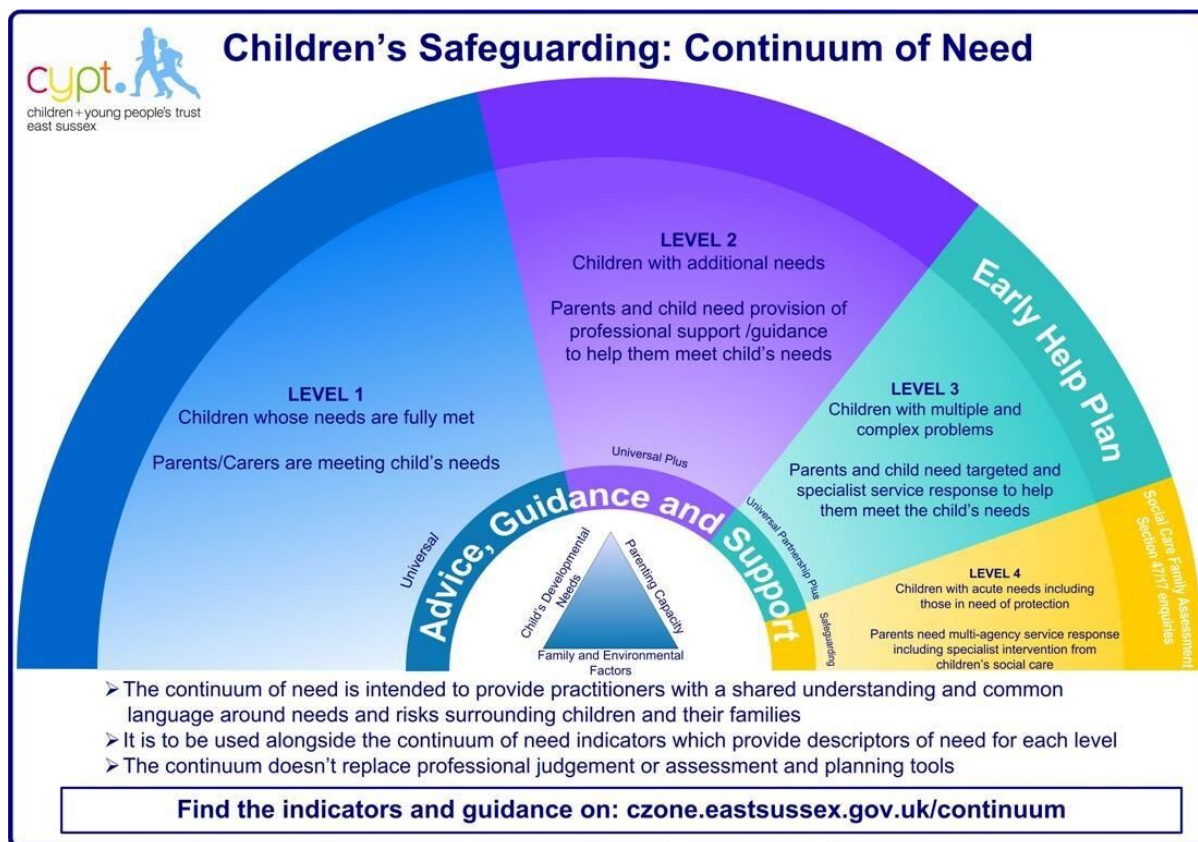 Children's Safeguarding: Continuum of Need
cypt.
children + young people's trust
east sussex
LEVEL 1
Children whose needs are fully met
Parents/Carers are meeting child's needs
LEVEL 2
Children with additional needs
Parents and child need provision of
professional support /guidance
to help them meet child's needs
LEVEL 3
Children with multiple and
complex problems
Parents and child need targeted and
specialist service response to help
them meet the child's needs
LEVEL 4
Children with acute needs including
those in need of protection
Parents need multi-agency service response
including specialist intervention from
children's social care
Early Help Plan
Social Care Family Assessment
Section 47/17 enquiries
Universal
Universal Plus
Universal Partnership Plus
Safeguarding
Advice, Guidance and Support
Child's Developmental
Needs
Parenting Capacity
Family and Environmental
Factors
➢ The continuum of need is intended to provide practitioners with a shared understanding and common
language around needs and risks surrounding children and their families
➢ It is to be used alongside the continuum of need indicators which provide descriptors of need for each level
➢ The continuum doesn't replace professional judgement or assessment and planning tools
Find the indicators and guidance on: czone.eastsussex.gov.uk/continuum